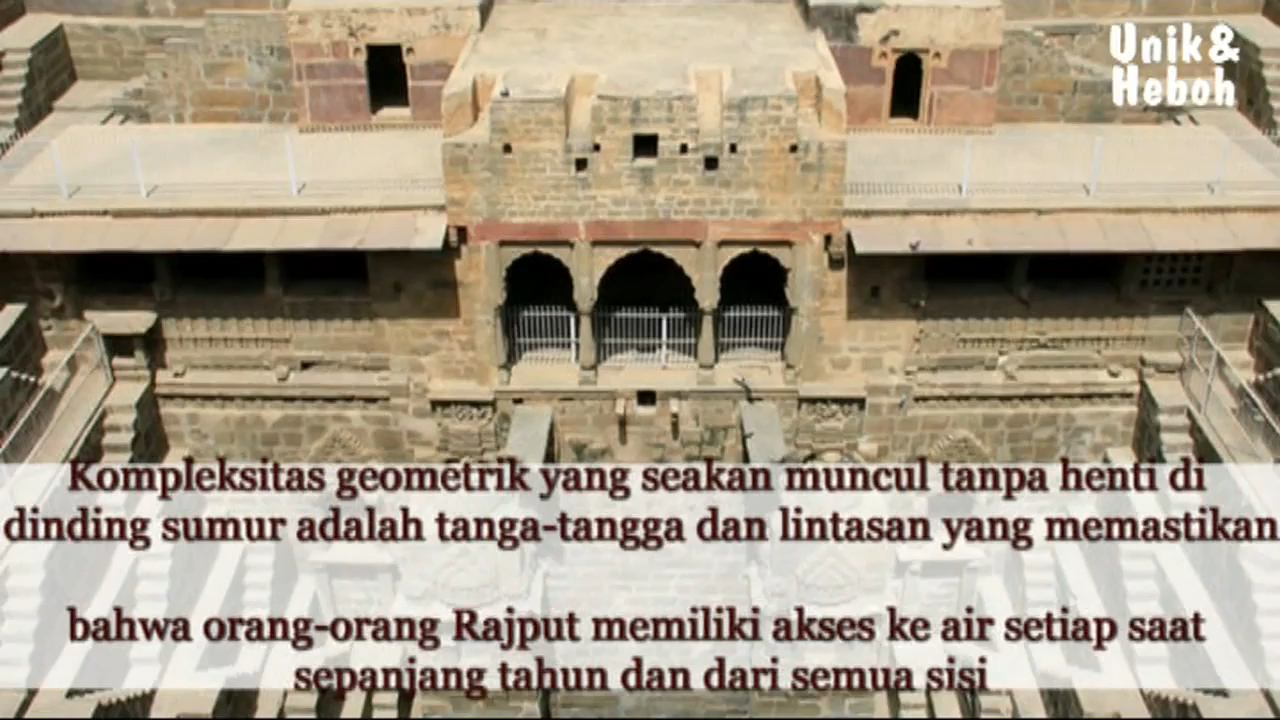 Unik&
Heboh
Kompleksitas geometrik yang seakan muncul tanpa henti di
dinding sumur adalah tanga-tangga dan lintasan yang memastikan
bahwa orang-orang Rajput memiliki akses ke air setiap saat
sepanjang tahun dan dari semua sisi